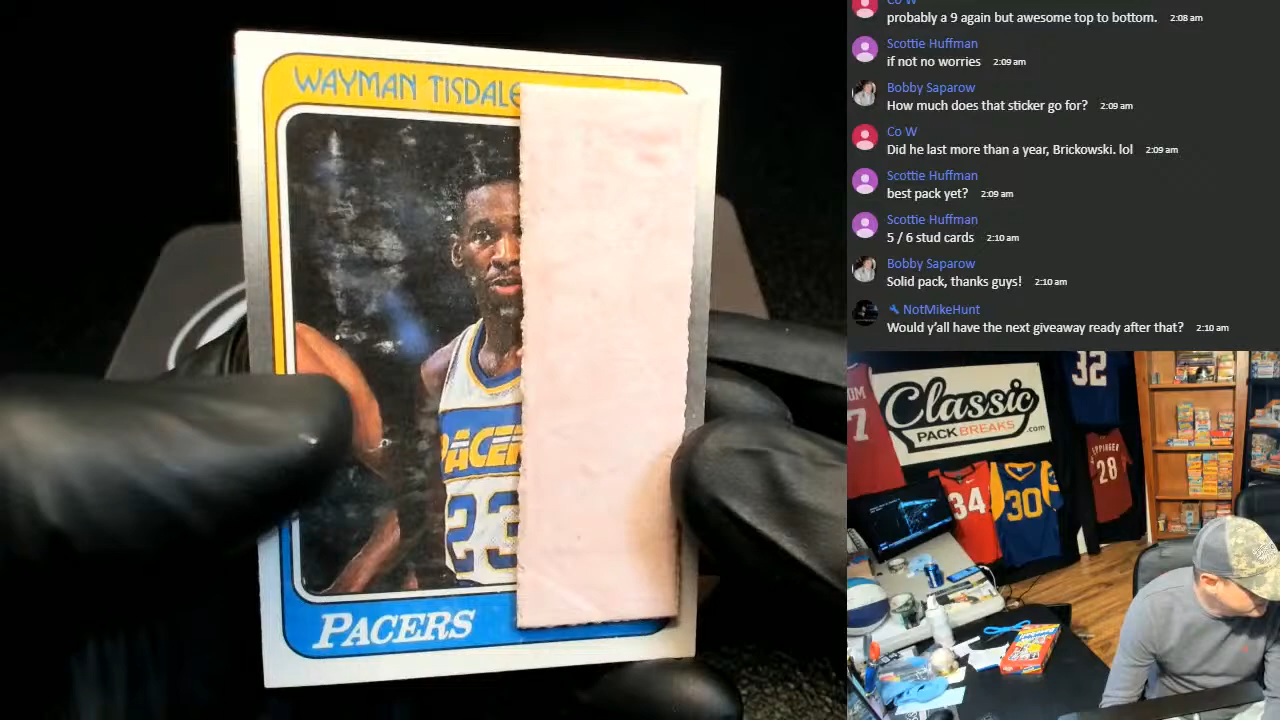 WAYMAN TISDALE
PACERS
23
PACERS
Co W
probably a 9 again but awesome top to bottom. 2:08 am
Scottie Huffman
if not no worries 2:09 am
Bobby Saparow
How much does that sticker go for? 2:09 am
Co W
Did he last more than a year, Brickowski. lol 2:09 am
Scottie Huffman
best pack yet? 2:09 am
Scottie Huffman
5 / 6 stud cards 2:10 am
Bobby Saparow
Solid pack, thanks guys! 2:10 am
NotMikeHunt
Would y'all have the next giveaway ready after that? 2:10 am
32
Classic
PACK BREAKS .com
7
34
30
28